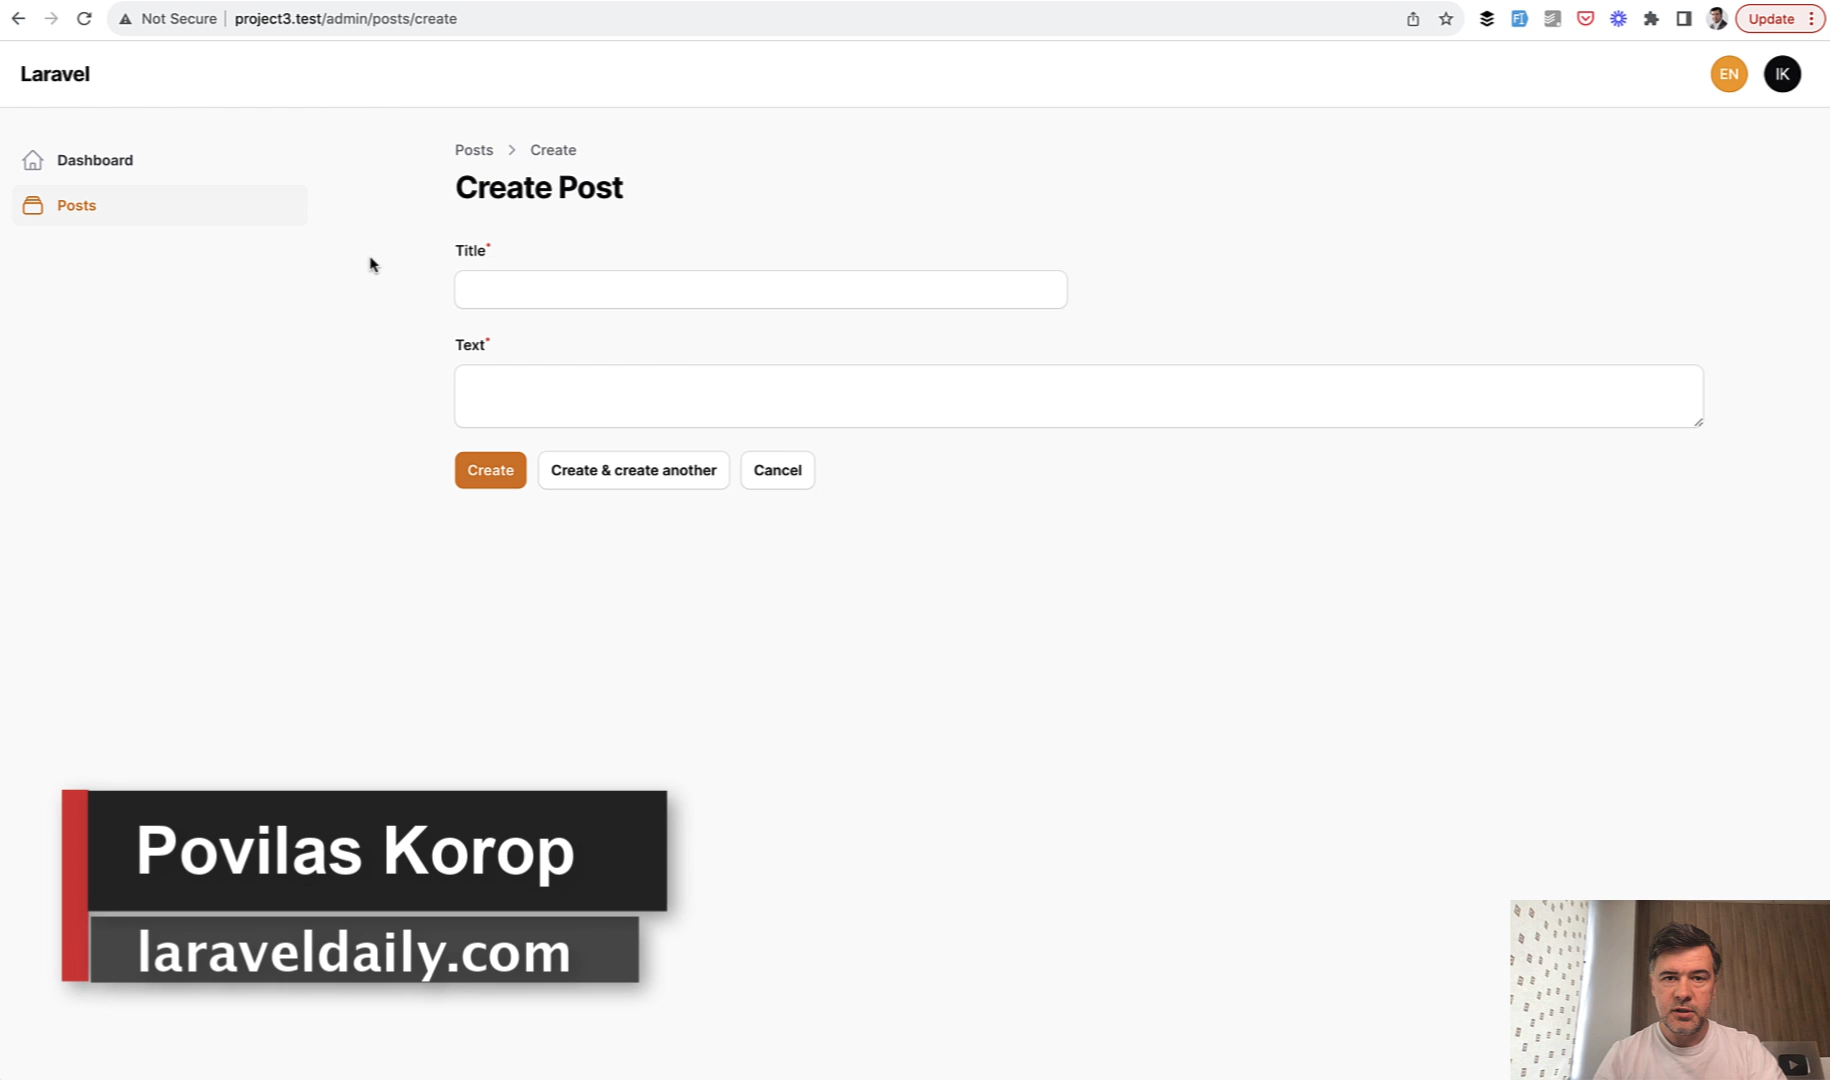 Not Secure project3.test/admin/posts/create
Update
Laravel
EN
IK
Dashboard
Posts
Posts > Create
Create Post
Title*
Text*
Create
Create & create another
Cancel
Povilas Korop
laraveldaily.com